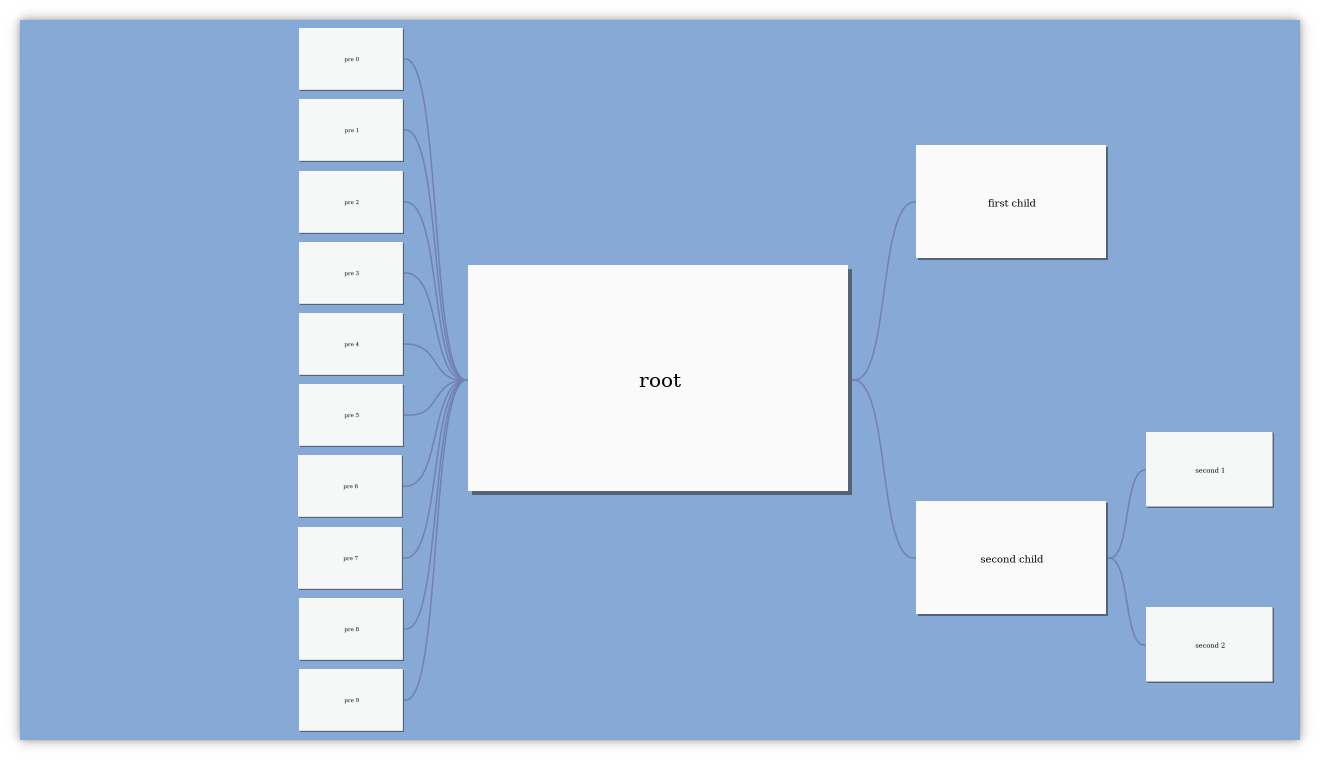 pre 0
pre 1
pre 2
pre 3
pre 4
pre 5
pre 6
pre 7
pre 8
pre 9
root
first child
second child
second 1
second 2